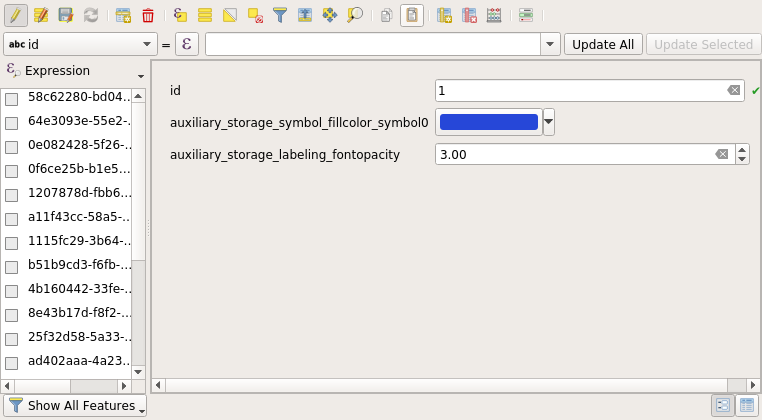 abc id
=
ε
Update All
Update Selected
Expression
58c62280-bd04…
64e3093e-55e2-…
0e082428-5f26-…
0f6ce25b-b1e5…
1207878d-fbb6…
a11f43cc-58a5-…
1115fc29-3b64-…
b51b9cd3-f6fb-…
4b160442-33fe-…
8e43b17d-f8f2-…
25f32d58-5a33-…
ad402aaa-4a23…
id
1
auxiliary_storage_symbol_fillcolor_symbol0
auxiliary_storage_labeling_fontopacity
3.00
Show All Features